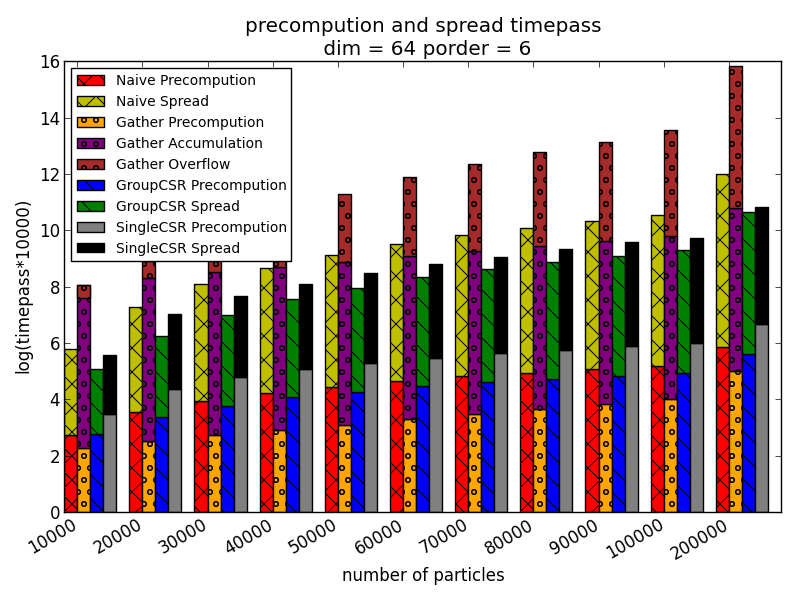 precompution and spread timepass
dim = 64 porder = 6
log(timepass*10000)
16
14
12
10
8
6
4
2
0
Naive Precompution
Naive Spread
Gather Precompution
Gather Accumulation
Gather Overflow
GroupCSR Precompution
GroupCSR Spread
SingleCSR Precompution
SingleCSR Spread
10000
20000
30000
40000
50000
60000
70000
80000
90000
100000
200000
number of particles